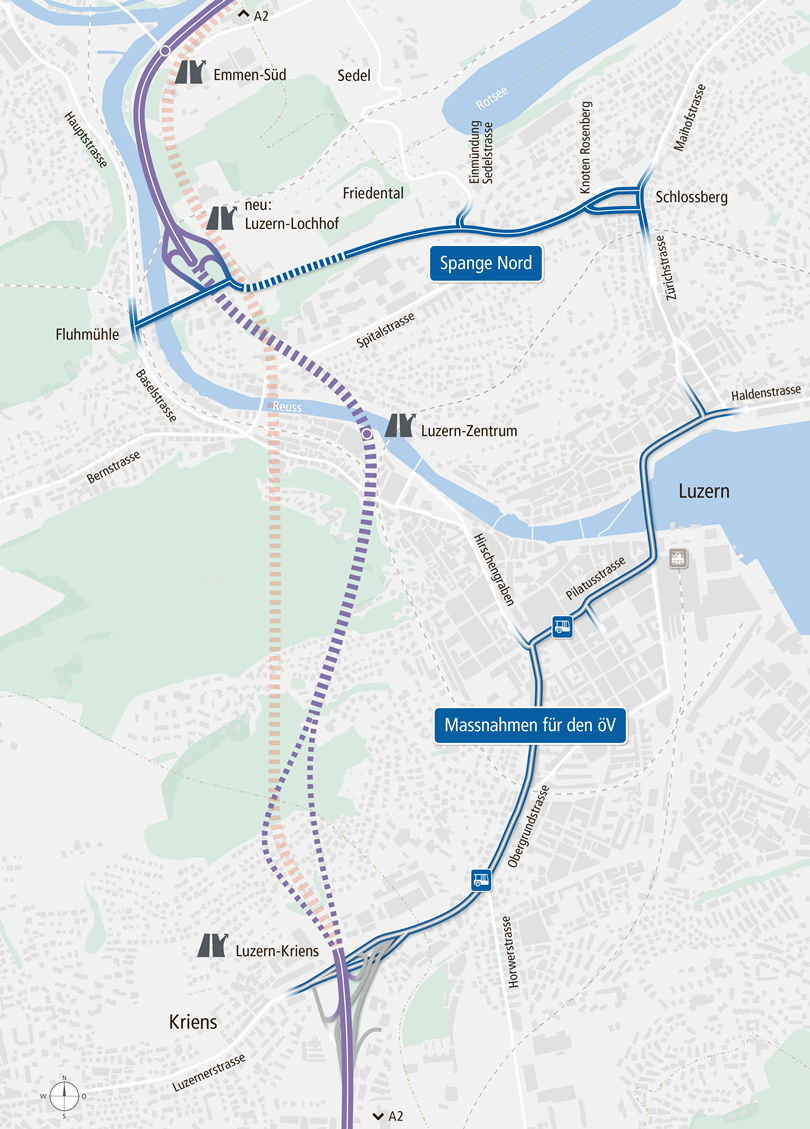 A2
Emmen-Süd
Sedel
Rotsee
Hauptstrasse
Einmündung
Sedelstrasse
Knoten Rosenberg
Maihofstrasse
neu:
Luzern-Lochhof
Friedental
Schlossberg
Spange Nord
Zürichstrasse
Fluhmühle
Spitalstrasse
Baselstrasse
Reuss
Haldenstrasse
Luzern-Zentrum
Bernstrasse
Luzern
Hirschengraben
Pilatusstrasse
Massnahmen für den öV
Obergrundstrasse
Luzern-Kriens
Horwerstrasse
Kriens
Luzernerstrasse
N
W O
S
A2